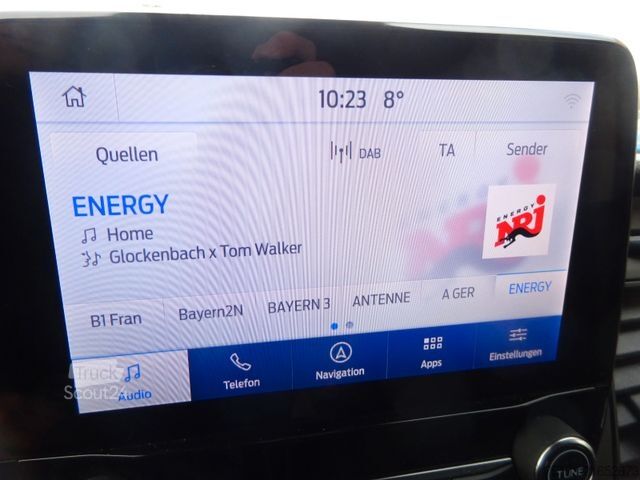 10:23 8°
Quellen DAB TA Sender
ENERGY
Home
Glockenbach x Tom Walker
ENERGY
NRJ
B1 Fran Bayern2N BAYERN 3 ANTENNE A GER ENERGY
Audio Telefon Navigation Apps Einstellungen
Truck
Scout24
TUNE